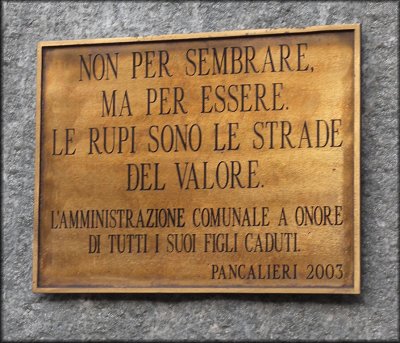 NON PER SEMBRARE,
MA PER ESSERE.
LE RUPI SONO LE STRADE
DEL VALORE.
L'AMMINISTRAZIONE COMUNALE A ONORE
DI TUTTI I SUOI FIGLI CADUTI.
PANCALIERI 2003